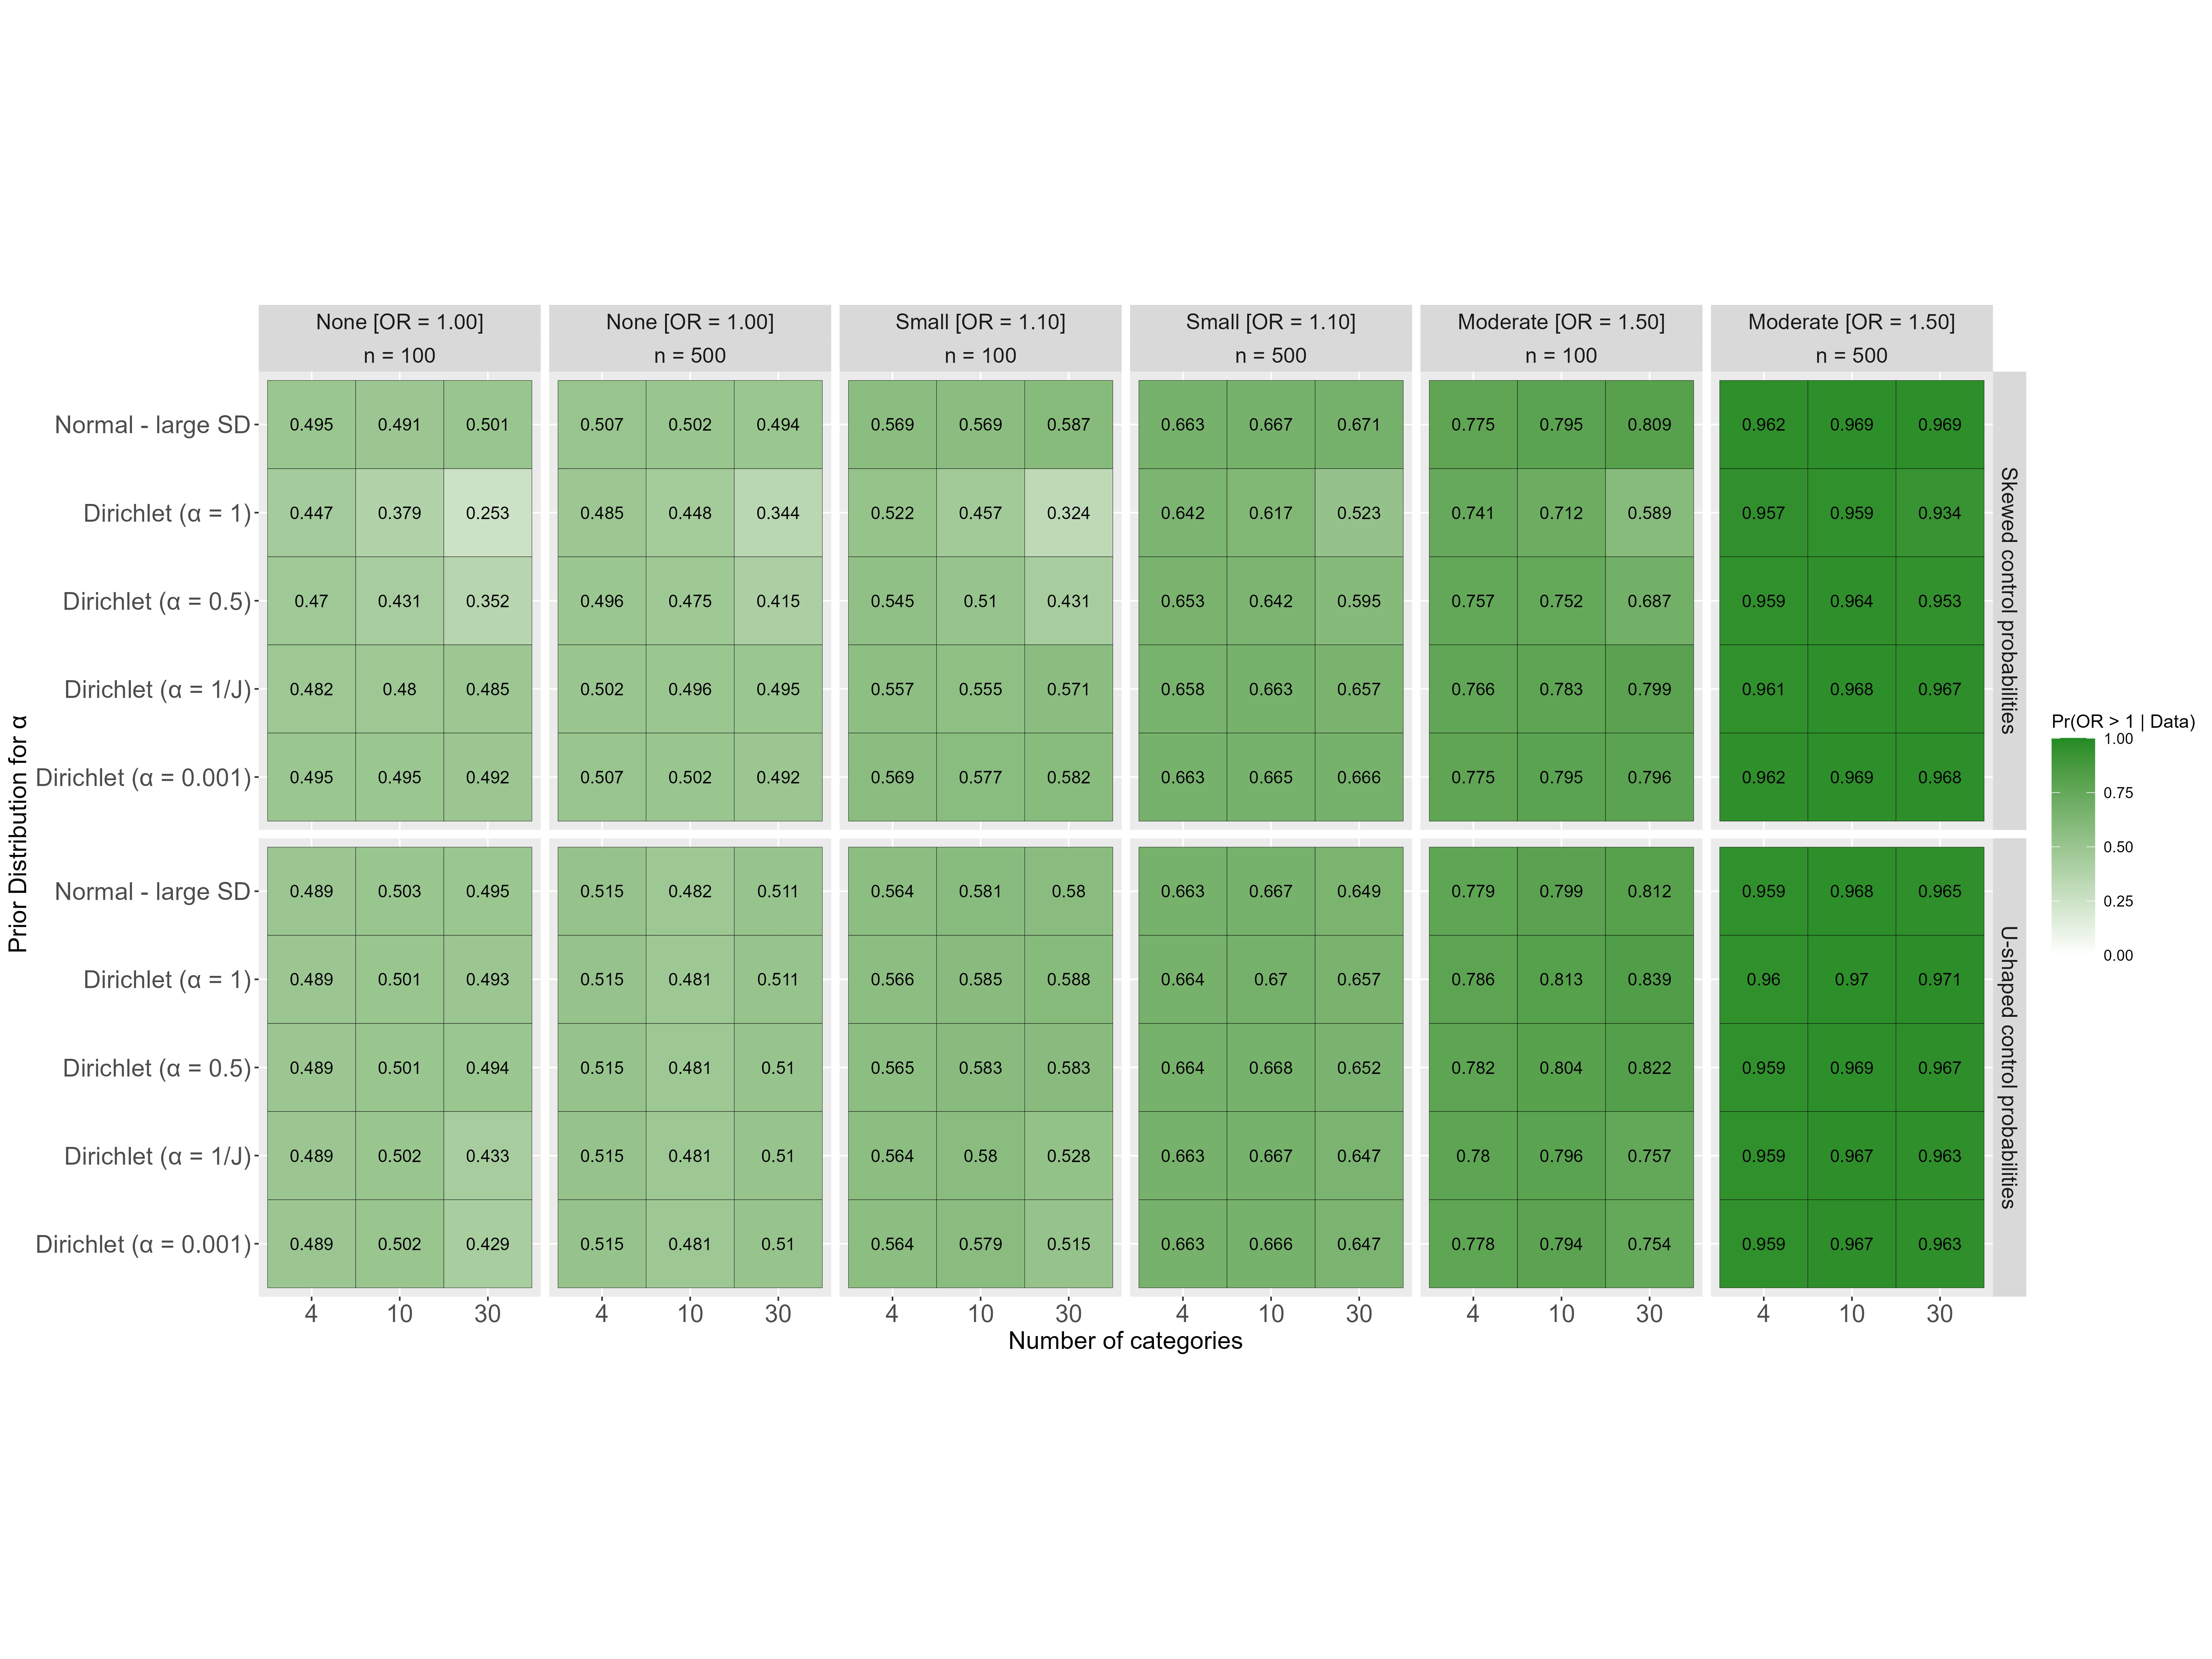 None [OR = 1.00] None [OR = 1.00] Small [OR = 1.10] Small [OR = 1.10] Moderate [OR = 1.50] Moderate [OR = 1.50]
n = 100 n = 500 n = 100 n = 500 n = 100 n = 500
Normal - large SD 0.495 0.491 0.501 0.507 0.502 0.494 0.569 0.569 0.587 0.663 0.667 0.671 0.775 0.795 0.809 0.962 0.969 0.969
Dirichlet (α = 1) 0.447 0.379 0.253 0.485 0.448 0.344 0.522 0.457 0.324 0.642 0.617 0.523 0.741 0.712 0.589 0.957 0.959 0.934
Dirichlet (α = 0.5) 0.47 0.431 0.352 0.496 0.475 0.415 0.545 0.51 0.431 0.653 0.642 0.595 0.757 0.752 0.687 0.959 0.964 0.953
Dirichlet (α = 1/J) 0.482 0.48 0.485 0.502 0.496 0.495 0.557 0.555 0.571 0.658 0.663 0.657 0.766 0.783 0.799 0.961 0.968 0.967
Dirichlet (α = 0.001) 0.495 0.495 0.492 0.507 0.502 0.492 0.569 0.577 0.582 0.663 0.665 0.666 0.775 0.795 0.796 0.962 0.969 0.968
Skewed control probabilities
Normal - large SD 0.489 0.503 0.495 0.515 0.482 0.511 0.564 0.581 0.58 0.663 0.667 0.649 0.779 0.799 0.812 0.959 0.968 0.965
Dirichlet (α = 1) 0.489 0.501 0.493 0.515 0.481 0.511 0.566 0.585 0.588 0.664 0.67 0.657 0.786 0.813 0.839 0.96 0.97 0.971
Dirichlet (α = 0.5) 0.489 0.501 0.494 0.515 0.481 0.51 0.565 0.583 0.583 0.664 0.668 0.652 0.782 0.804 0.822 0.959 0.969 0.967
Dirichlet (α = 1/J) 0.489 0.502 0.433 0.515 0.481 0.51 0.564 0.58 0.528 0.663 0.667 0.647 0.78 0.796 0.757 0.959 0.967 0.963
Dirichlet (α = 0.001) 0.489 0.502 0.429 0.515 0.481 0.51 0.564 0.579 0.515 0.663 0.666 0.647 0.778 0.794 0.754 0.959 0.967 0.963
U-shaped control probabilities
4 10 30 4 10 30 4 10 30 4 10 30 4 10 30 4 10 30
Number of categories
Prior Distribution for α
Pr(OR > 1 | Data)
1.00
0.75
0.50
0.25
0.00